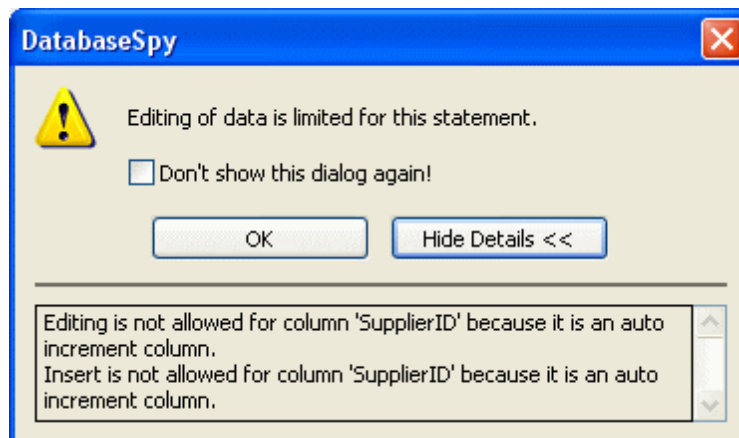 DatabaseSpy
Editing of data is limited for this statement.
Don't show this dialog again!
OK
Hide Details <<
Editing is not allowed for column 'SupplierID' because it is an auto
increment column.
Insert is not allowed for column 'SupplierID' because it is an auto
increment column.